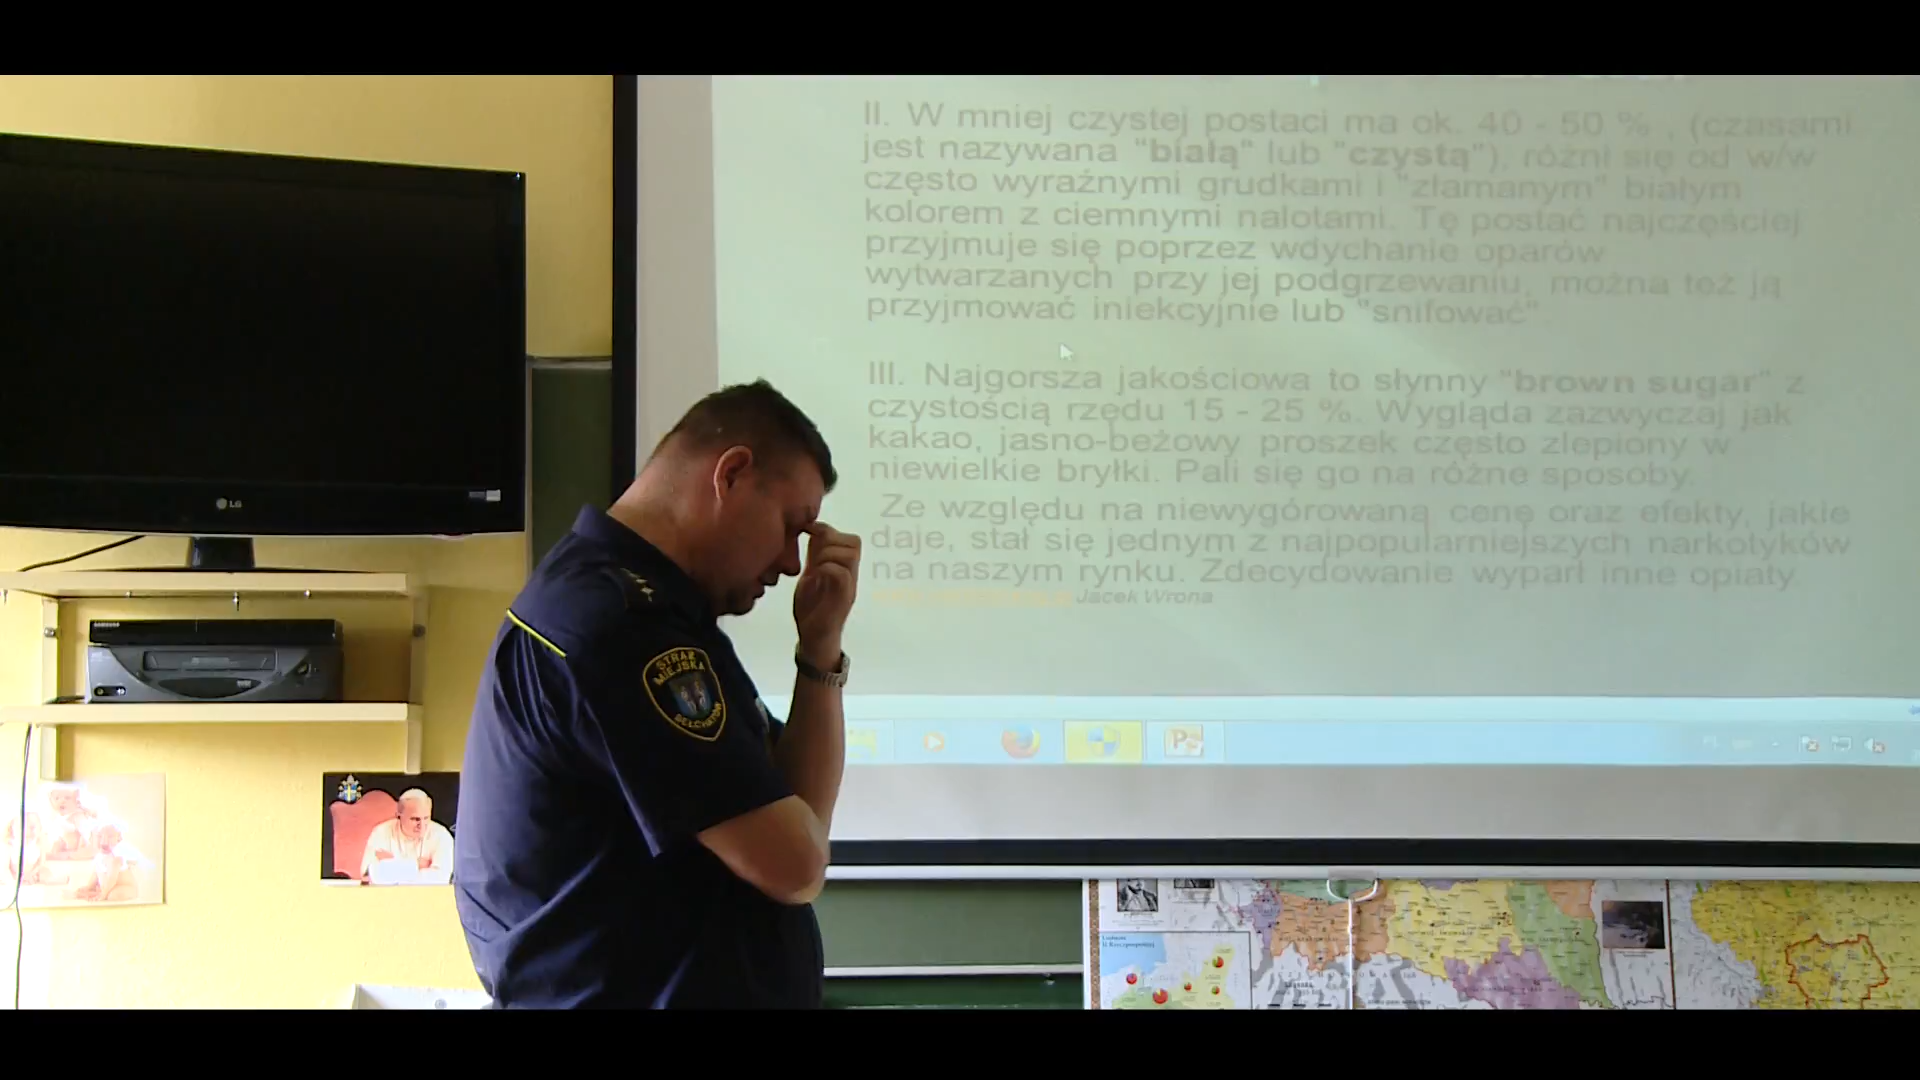 II. W mniej czystej postaci ma ok. 40 - 50 % , (czasami
jest nazywana "białą" lub "czystą"), różni się od w/w
często wyraźnymi grudkami i "złamanym" białym
kolorem z ciemnymi nalotami. Tę postać najczęściej
przyjmuje się poprzez wdychanie oparów
wytwarzanych przy jej podgrzewaniu, można też ją
przyjmować iniekcyjnie lub "snifować".
III. Najgorsza jakościowa to słynny "brown sugar" z
czystością rzędu 15 - 25 %. Wygląda zazwyczaj jak
kakao, jasno-beżowy proszek często zlepiony w
niewielkie bryłki. Pali się go na różne sposoby.
Ze względu na niewygórowaną cenę oraz efekty, jakie
daje, stał się jednym z najpopularniejszych narkotyków
na naszym rynku. Zdecydowanie wyparł inne opiaty.
Jacek Wrona
LG
SAMSUNG
STRAŻ
MIEJSKA
BEŁCHATÓW
II Rzeczypospolitej